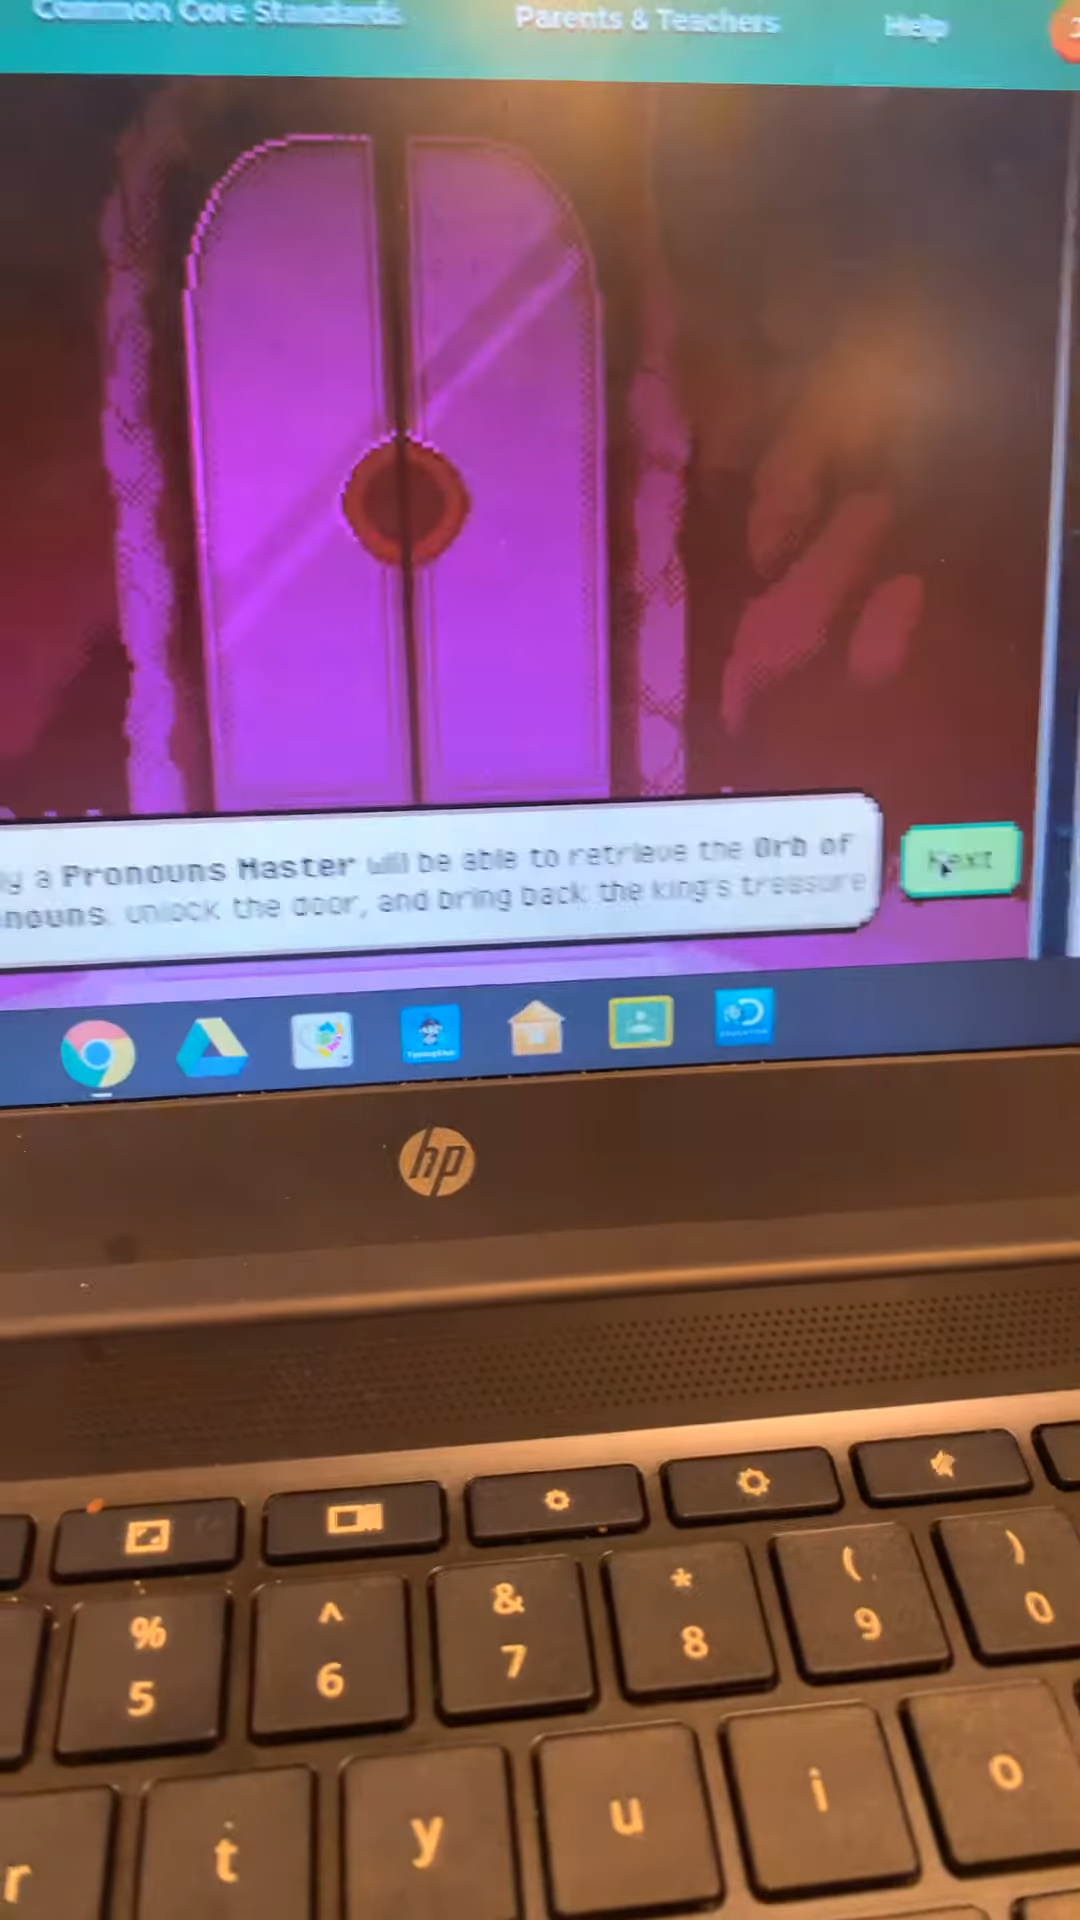 Common Core Standards Parents & Teachers Help
a Pronouns Master will be able to retrieve the Orb of
unlock the door, and bring back the king's treasure
Next
hp
%
5
^
6
&
7
*
8
(
9
)
0
r
t
y
u
i
o